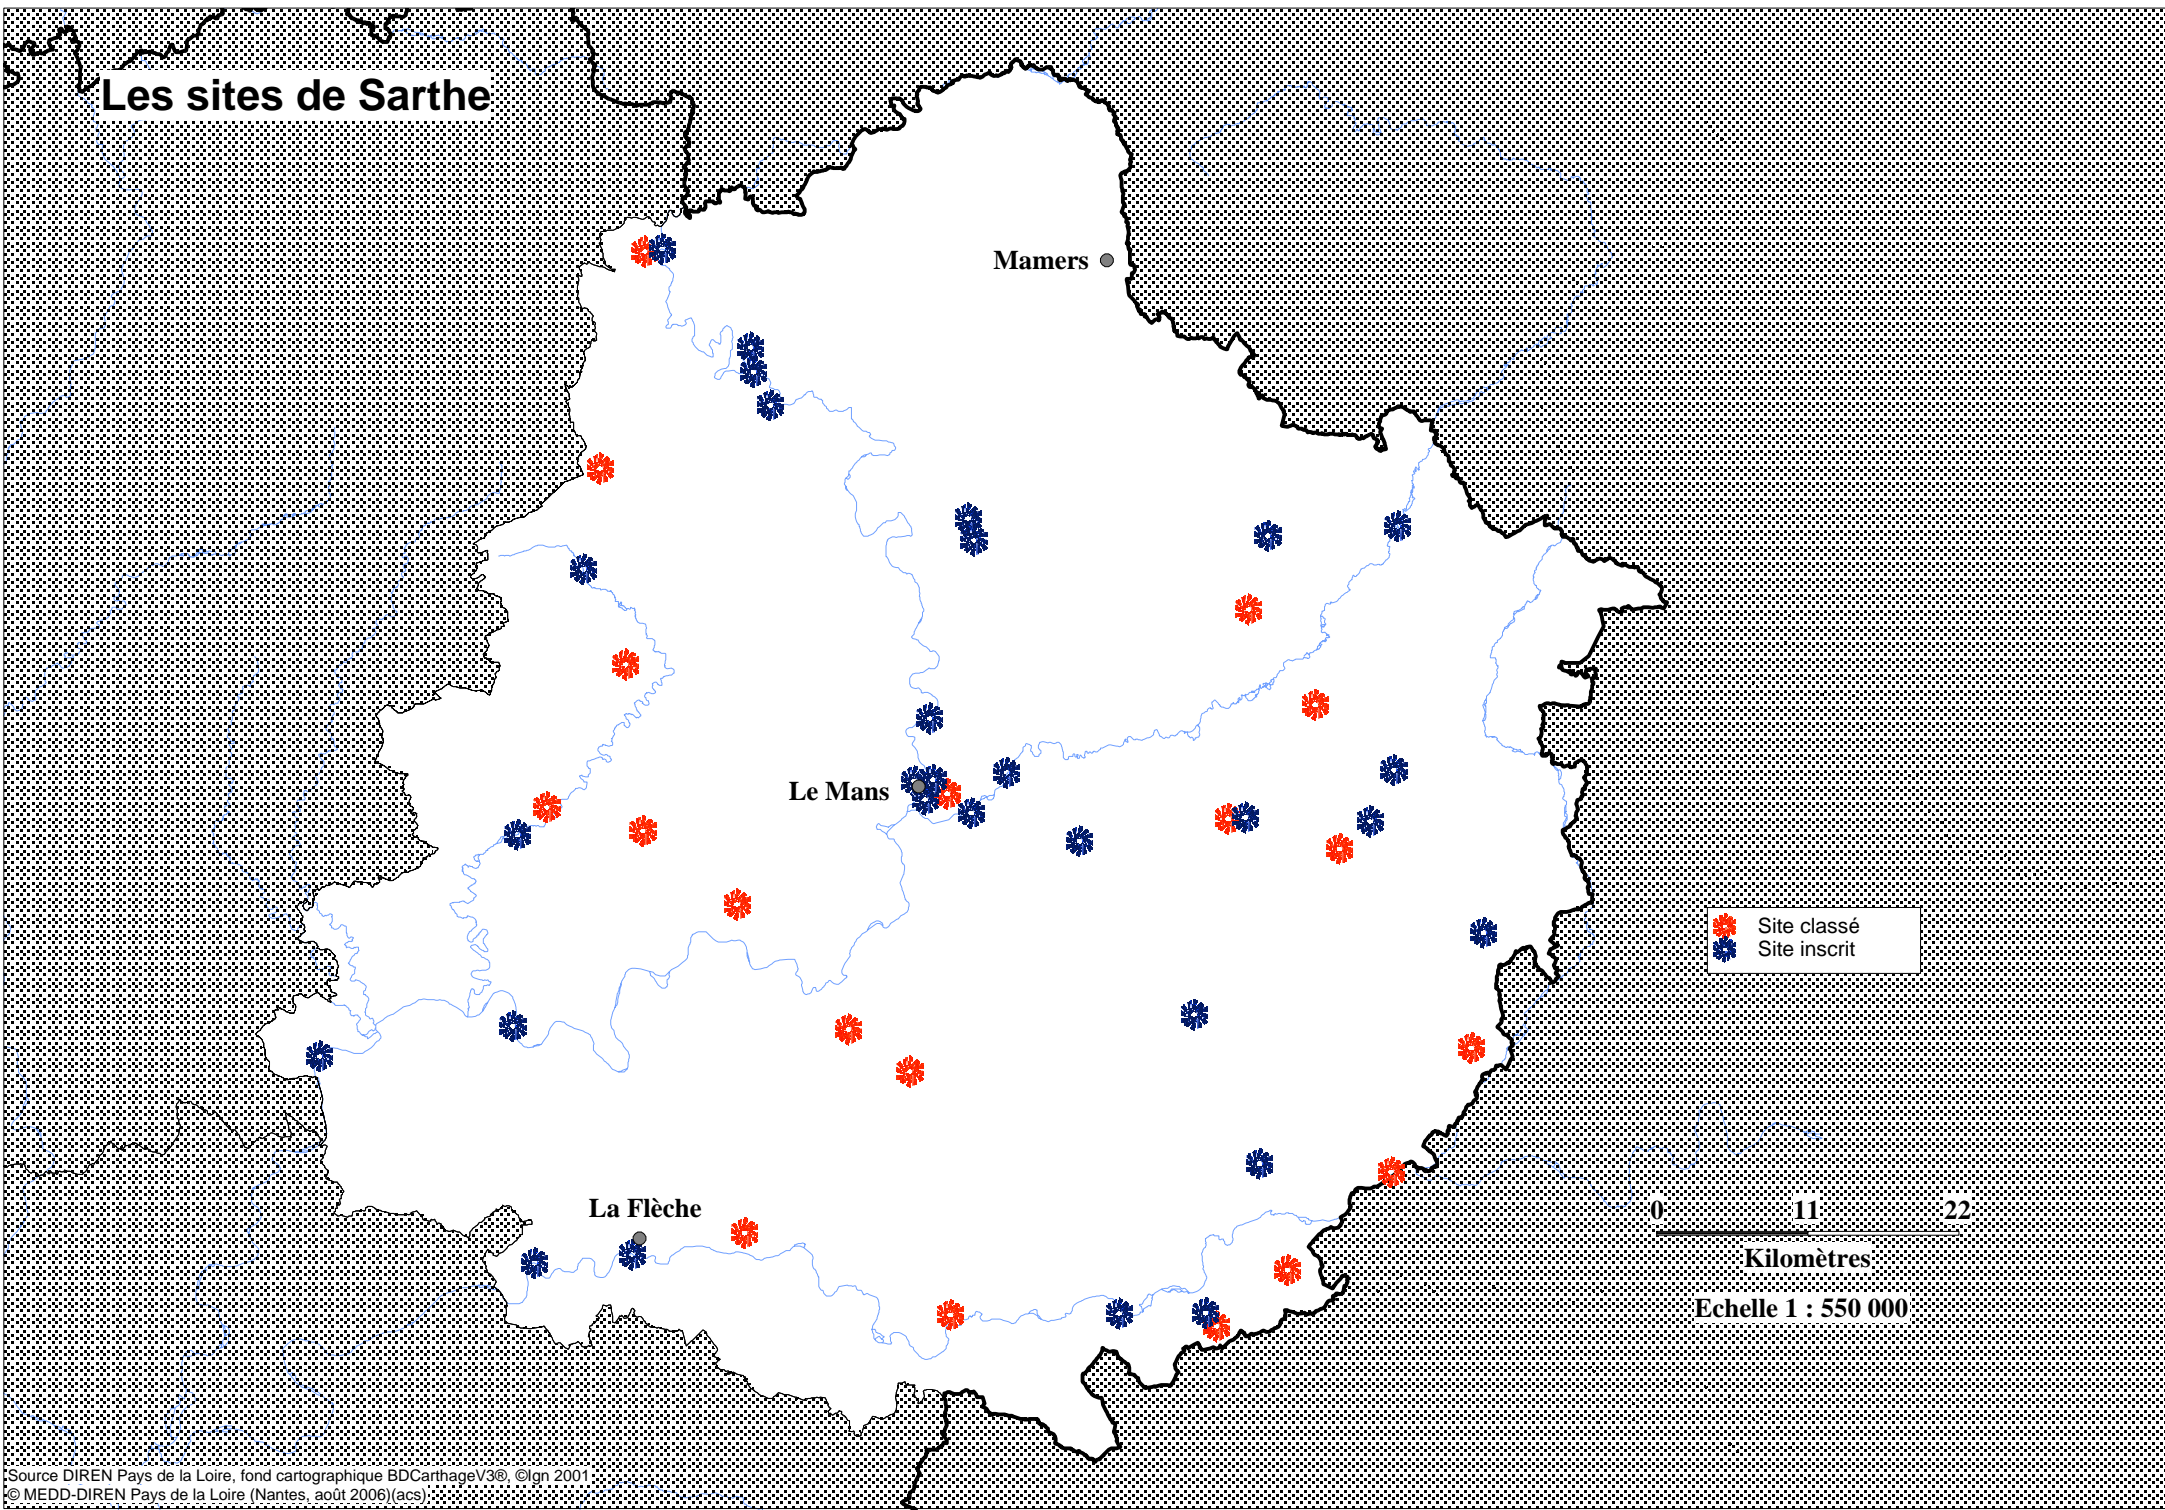 Les sites de Sarthe
Mamers
Le Mans
Site classé
Site inscrit
La Flèche
0 11 22
Kilomètres
Echelle 1 : 550 000
Source DIREN Pays de la Loire, fond cartographique BDCarthageV3®, ©Ign 2001
© MEDD-DIREN Pays de la Loire (Nantes, août 2006)(acs)